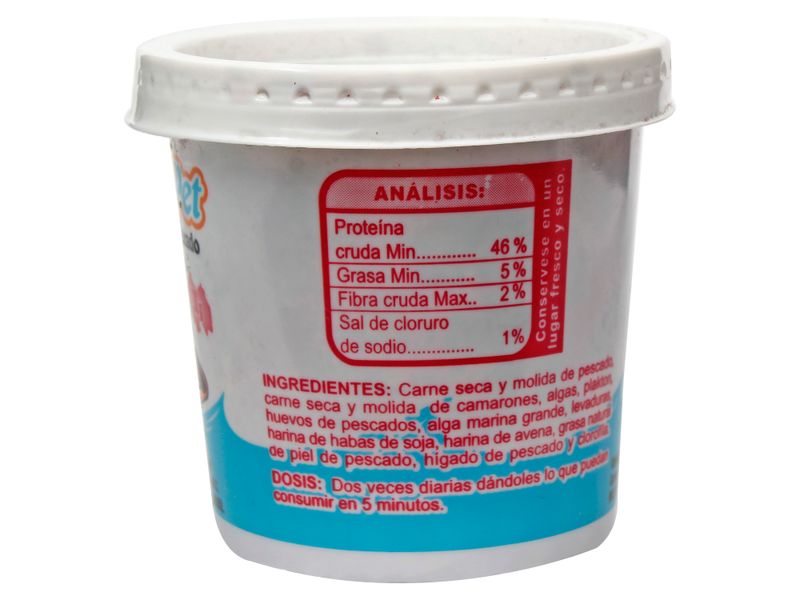 ANÁLISIS:
Proteína
cruda Min............ 46 %
Grasa Min........... 5 %
Fibra cruda Max.. 2 %
Sal de cloruro
de sodio.............. 1%
Conservese en un
lugar fresco y seco.
INGREDIENTES: Carne seca y molida de pescado,
carne seca y molida de camarones, algas, plakton,
huevos de pescados, alga marina grande, levaduras,
harina de habas de soja, harina de avena, grasa natural
de piel de pescado, higado de pescado y clorofila.
DOSIS: Dos veces diarias dándoles lo que puedan
consumir en 5 minutos.